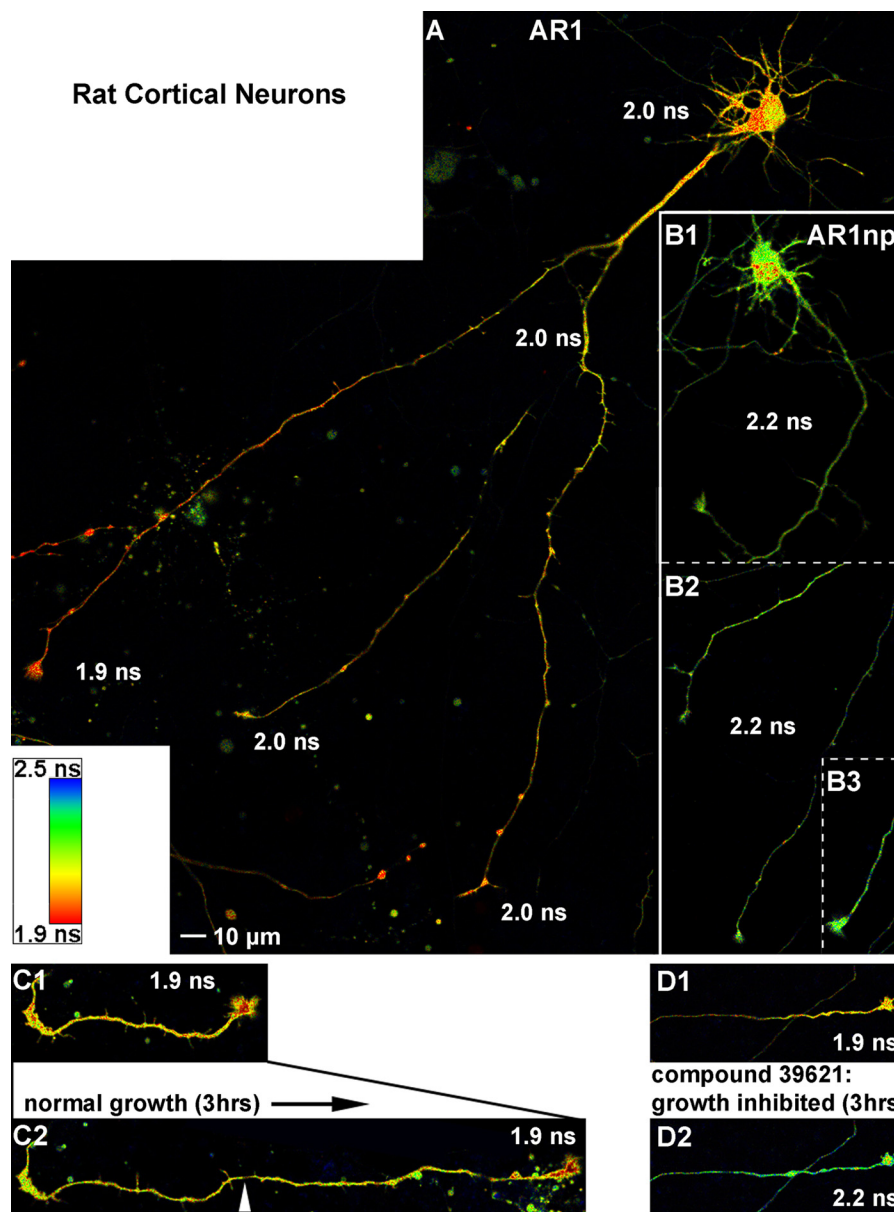 A
AR1
Rat Cortical Neurons
2.0 ns
B1
AR1np
2.0 ns
2.2 ns
B2
1.9 ns
2.0 ns
2.2 ns
2.5 ns
B3
2.0 ns
1.9 ns
10 µm
C1
1.9 ns
D1
1.9 ns
normal growth (3hrs)
compound 39621:
growth inhibited (3hrs
C2
1.9 ns
D2
2.2 ns